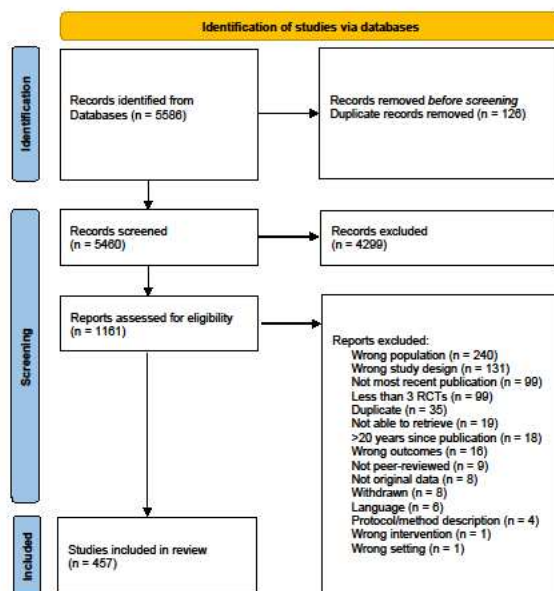 Identification of studies via databases
Identification
Records identified from
Databases (n = 5586)
Records removed before screening
Duplicate records removed (n = 126)
Screening
Records screened
(n = 5460)
Records excluded
(n = 4299)
Reports assessed for eligibility
(n = 1161)
Reports excluded:
Wrong population (n = 240)
Wrong study design (n = 131)
Not most recent publication (n = 99)
Less than 3 RCTs (n = 99)
Duplicate (n = 35)
Not able to retrieve (n = 19)
>20 years since publication (n = 18)
Wrong outcomes (n = 16)
Not peer-reviewed (n = 9)
Not original data (n = 8)
Withdrawn (n = 8)
Language (n = 6)
Protocol/method description (n = 4)
Wrong intervention (n = 1)
Wrong setting (n = 1)
Included
Studies included in review
(n = 457)